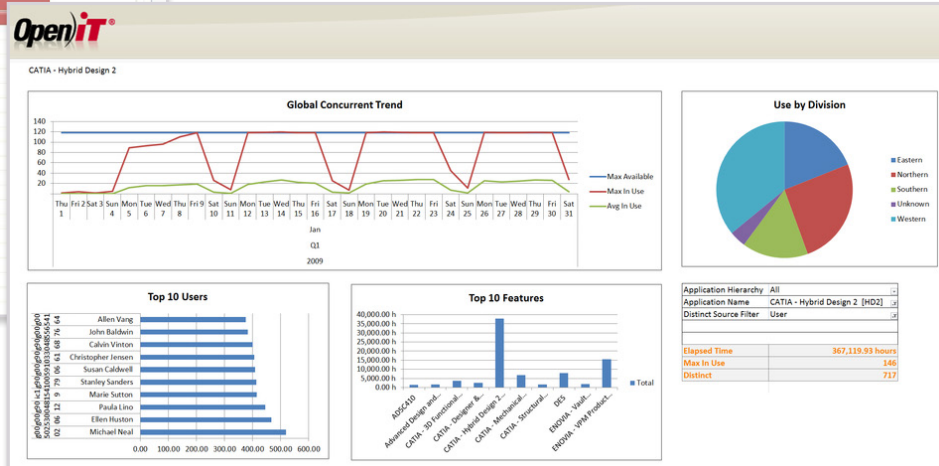 OpeniT®
CATIA - Hybrid Design 2
Global Concurrent Trend
140
120
100
80
60
40
20
Thu Fri 2 Sat 3 Sun Mon Tue Wed Thu Fri 9 Sat Sun Mon Tue Wed Thu Fri Sat Sun Mon Tue Wed Thu Fri Sat Sun Mon Tue Wed Thu Fri Sat
1 4 5 6 7 8 10 11 12 13 14 15 16 17 18 19 20 21 22 23 24 25 26 27 28 29 30 31
Jan
Q1
2009
Max Available
Max In Use
Avg In Use
Use by Division
Eastern
Northern
Southern
Unknown
Western
Top 10 Users
Allen Vang
John Baldwin
Calvin Vinton
Christopher Jensen
Susan Caldwell
Stanley Sanders
Marie Sutton
Paula Lino
Ellen Huston
Michael Neal
0.00 100.00 200.00 300.00 400.00 500.00 600.00
Top 10 Features
40,000.00 h
35,000.00 h
30,000.00 h
25,000.00 h
20,000.00 h
15,000.00 h
10,000.00 h
5,000.00 h
0.00 h
ADSC410
Advanced Design and...
CATIA - 3D Functional...
CATIA - Designer &...
CATIA - Hybrid Design 2...
CATIA - Mechanical...
CATIA - Structural...
DES
ENOVIA - Vault...
ENOVIA - VPM Product...
Total
Application Hierarchy All
Application Name CATIA - Hybrid Design 2 [HD2]
Distinct Source Filter User
Elapsed Time 367,119.93 hours
Max In Use 146
Distinct 717